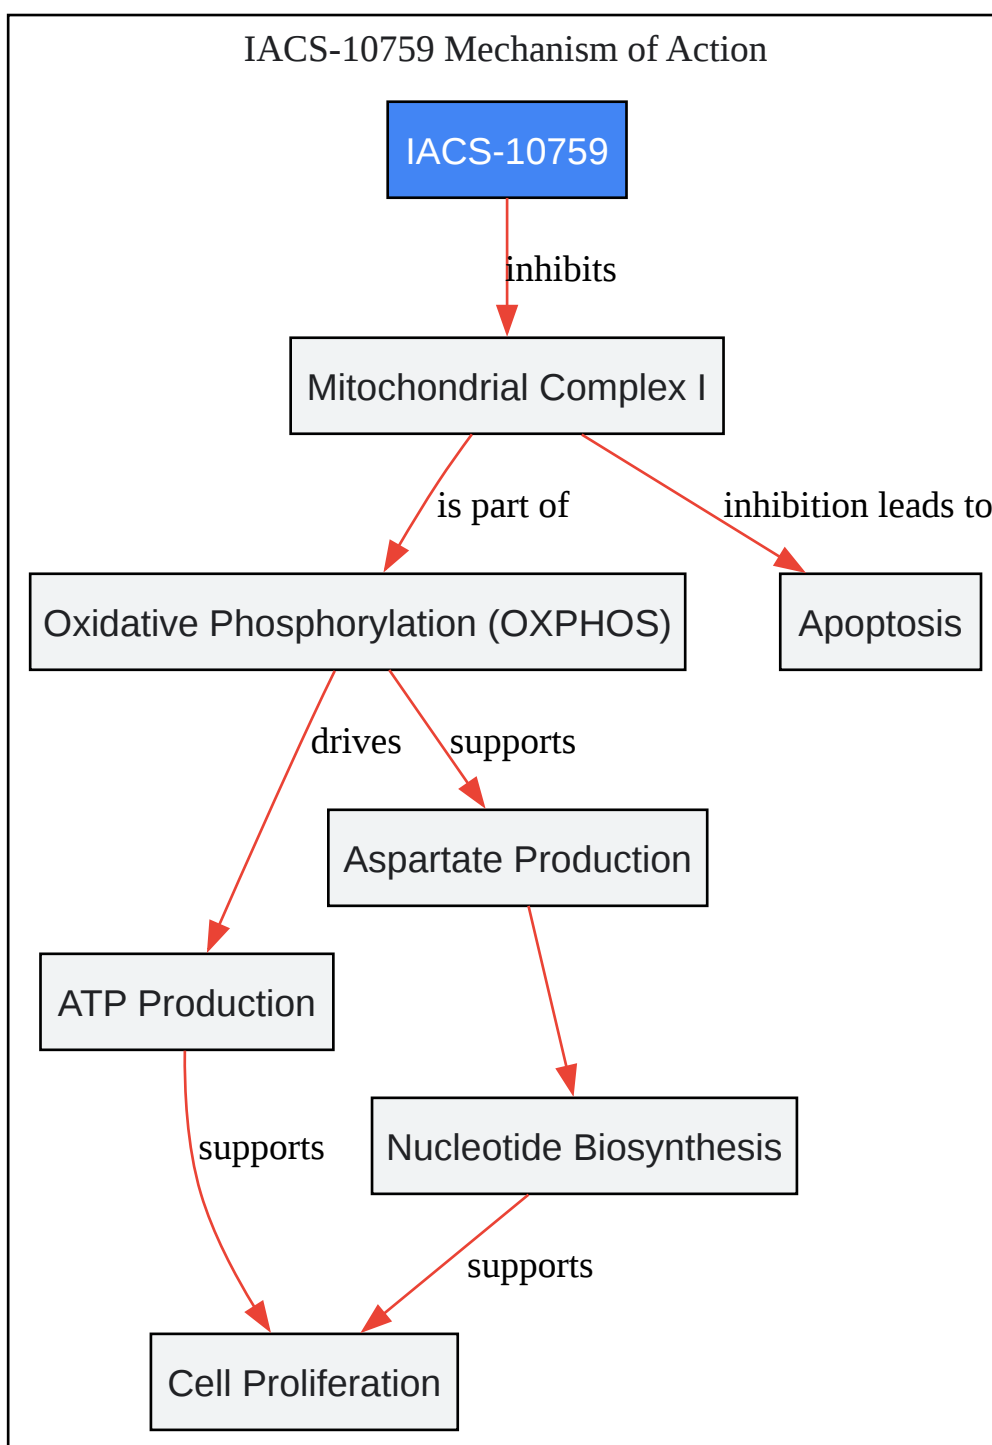 IACS-10759 Mechanism of Action
IACS-10759
inhibits
Mitochondrial Complex I
is part of
inhibition leads to
Oxidative Phosphorylation (OXPHOS)
Apoptosis
drives
supports
Aspartate Production
ATP Production
supports
Nucleotide Biosynthesis
supports
Cell Proliferation